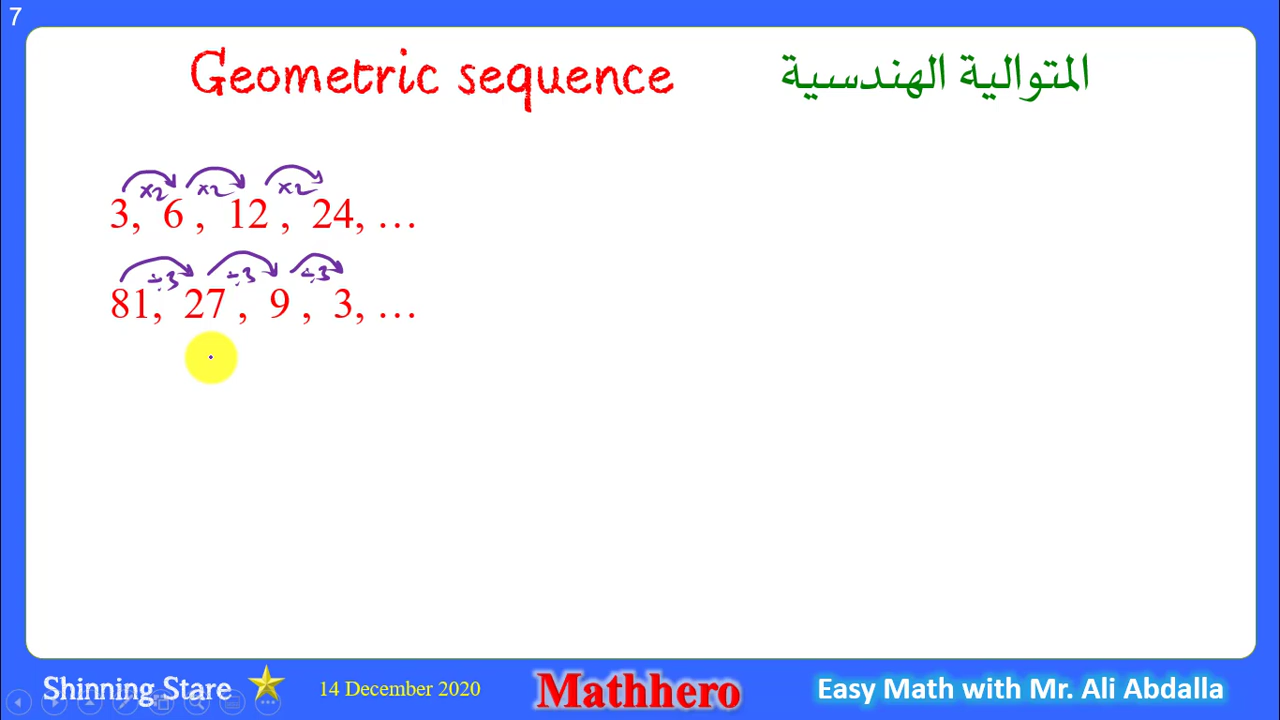 7
Geometric sequence المتوالية الهندسية
×2 ×2 ×2
3, 6 , 12 , 24, …
÷3 ÷3 ÷3
81, 27 , 9 , 3, …
Shinning Stare 14 December 2020 Mathhero Easy Math with Mr. Ali Abdalla